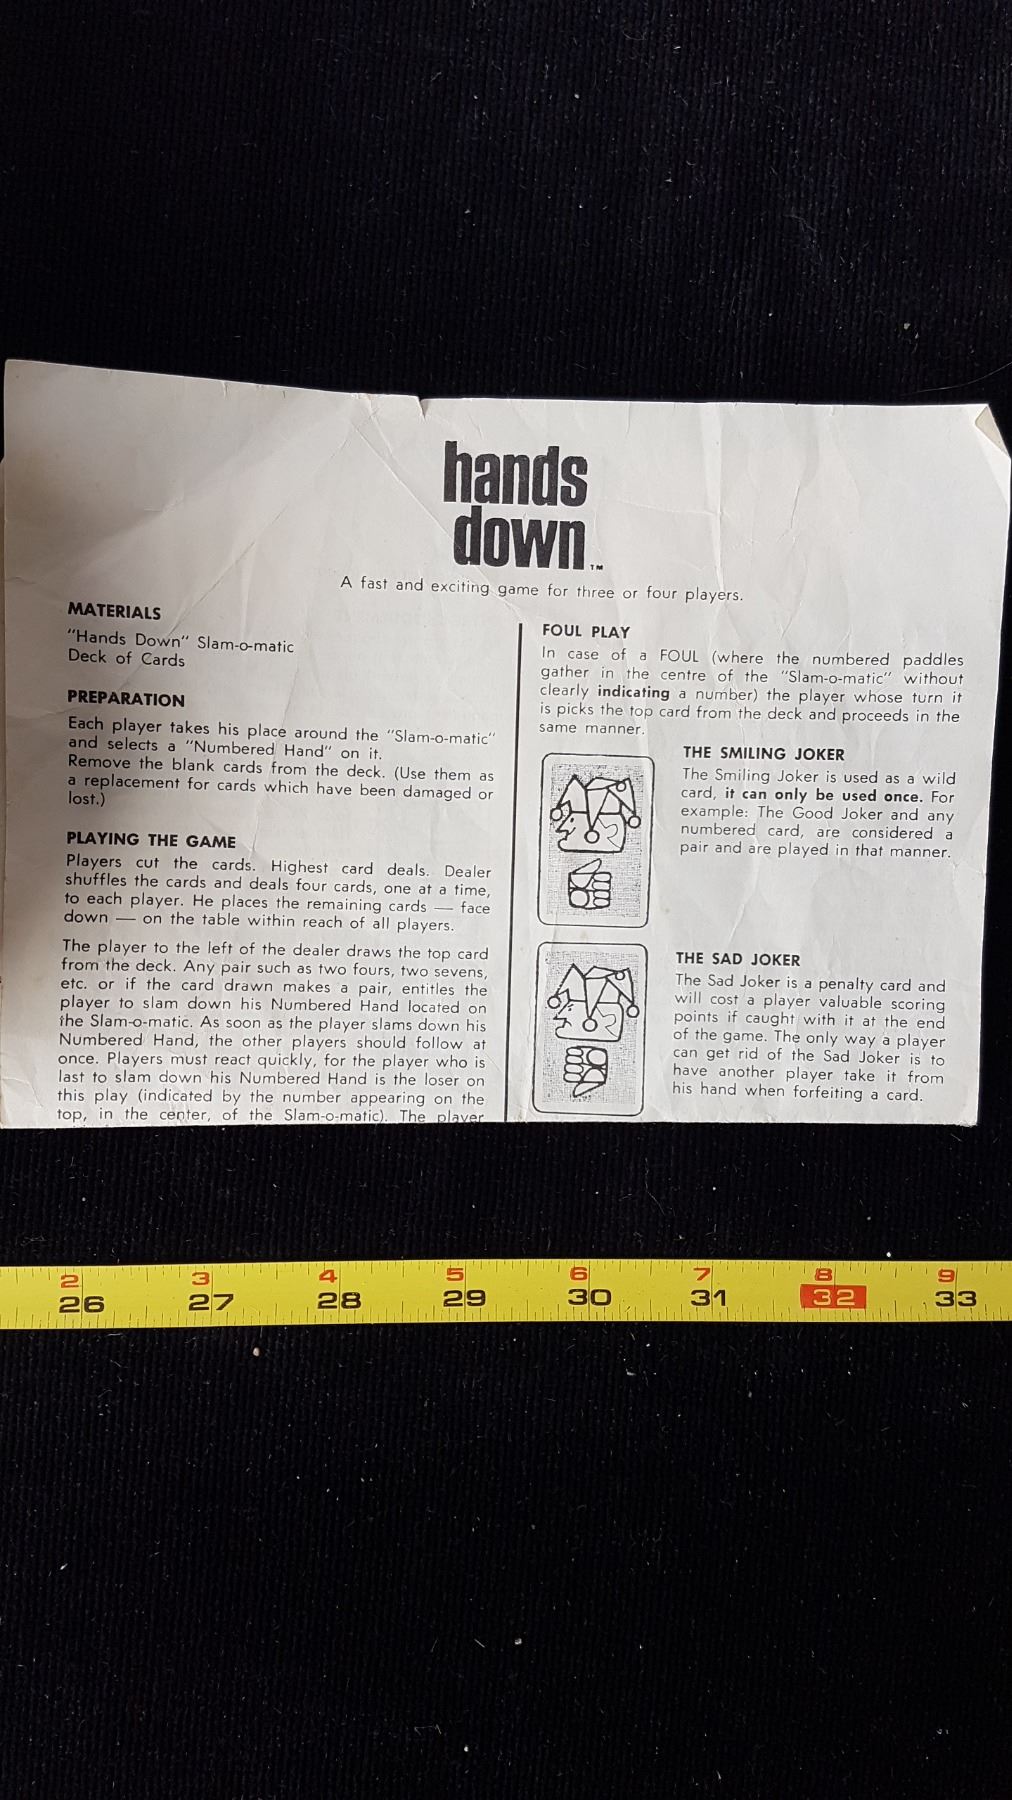 hands
down™
A fast and exciting game for three or four players.
MATERIALS
"Hands Down" Slam-o-matic
Deck of Cards
PREPARATION
Each player takes his place around the "Slam-o-matic"
and selects a "Numbered Hand" on it.
Remove the blank cards from the deck. (Use them as
a replacement for cards which have been damaged or
lost.)
PLAYING THE GAME
Players cut the cards. Highest card deals. Dealer
shuffles the cards and deals four cards, one at a time,
to each player. He places the remaining cards — face
down — on the table within reach of all players.
The player to the left of the dealer draws the top card
from the deck. Any pair such as two fours, two sevens,
etc. or if the card drawn makes a pair, entitles the
player to slam down his Numbered Hand located on
the Slam-o-matic. As soon as the player slams down his
Numbered Hand, the other players should follow at
once. Players must react quickly, for the player who is
last to slam down his Numbered Hand is the loser on
this play (indicated by the number appearing on the
top, in the center, of the Slam-o-matic). The player
FOUL PLAY
In case of a FOUL (where the numbered paddles
gather in the centre of the "Slam-o-matic" without
clearly indicating a number) the player whose turn it
is picks the top card from the deck and proceeds in the
same manner.
THE SMILING JOKER
The Smiling Joker is used as a wild
card, it can only be used once. For
example: The Good Joker and any
numbered card, are considered a
pair and are played in that manner.
THE SAD JOKER
The Sad Joker is a penalty card and
will cost a player valuable scoring
points if caught with it at the end
of the game. The only way a player
can get rid of the Sad Joker is to
have another player take it from
his hand when forfeiting a card.
2 3 4 5 6 7 8 9
26 27 28 29 30 31 32 33